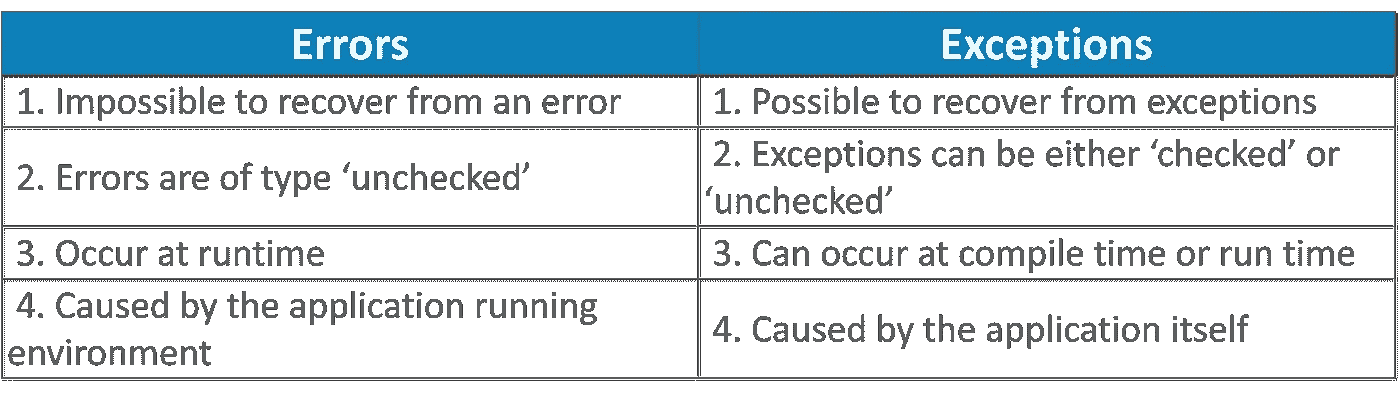 Errors
Exceptions
1. Impossible to recover from an error
1. Possible to recover from exceptions
2. Errors are of type ‘unchecked’
2. Exceptions can be either ‘checked’ or
‘unchecked’
3. Occur at runtime
3. Can occur at compile time or run time
4. Caused by the application running
environment
4. Caused by the application itself